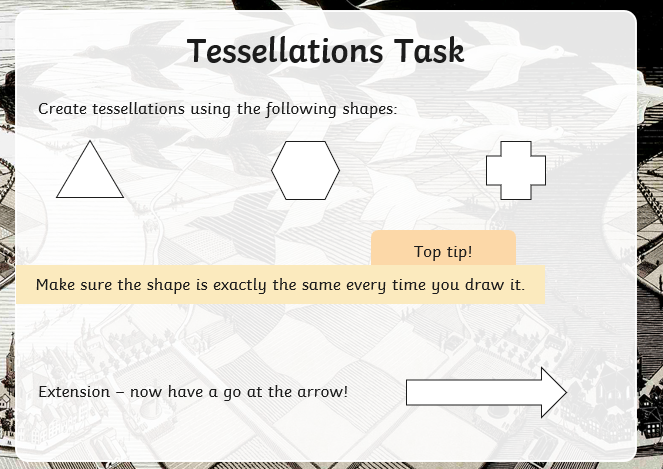 Tessellations Task
Create tessellations using the following shapes:
Top tip!
Make sure the shape is exactly the same every time you draw it.
Extension – now have a go at the arrow!